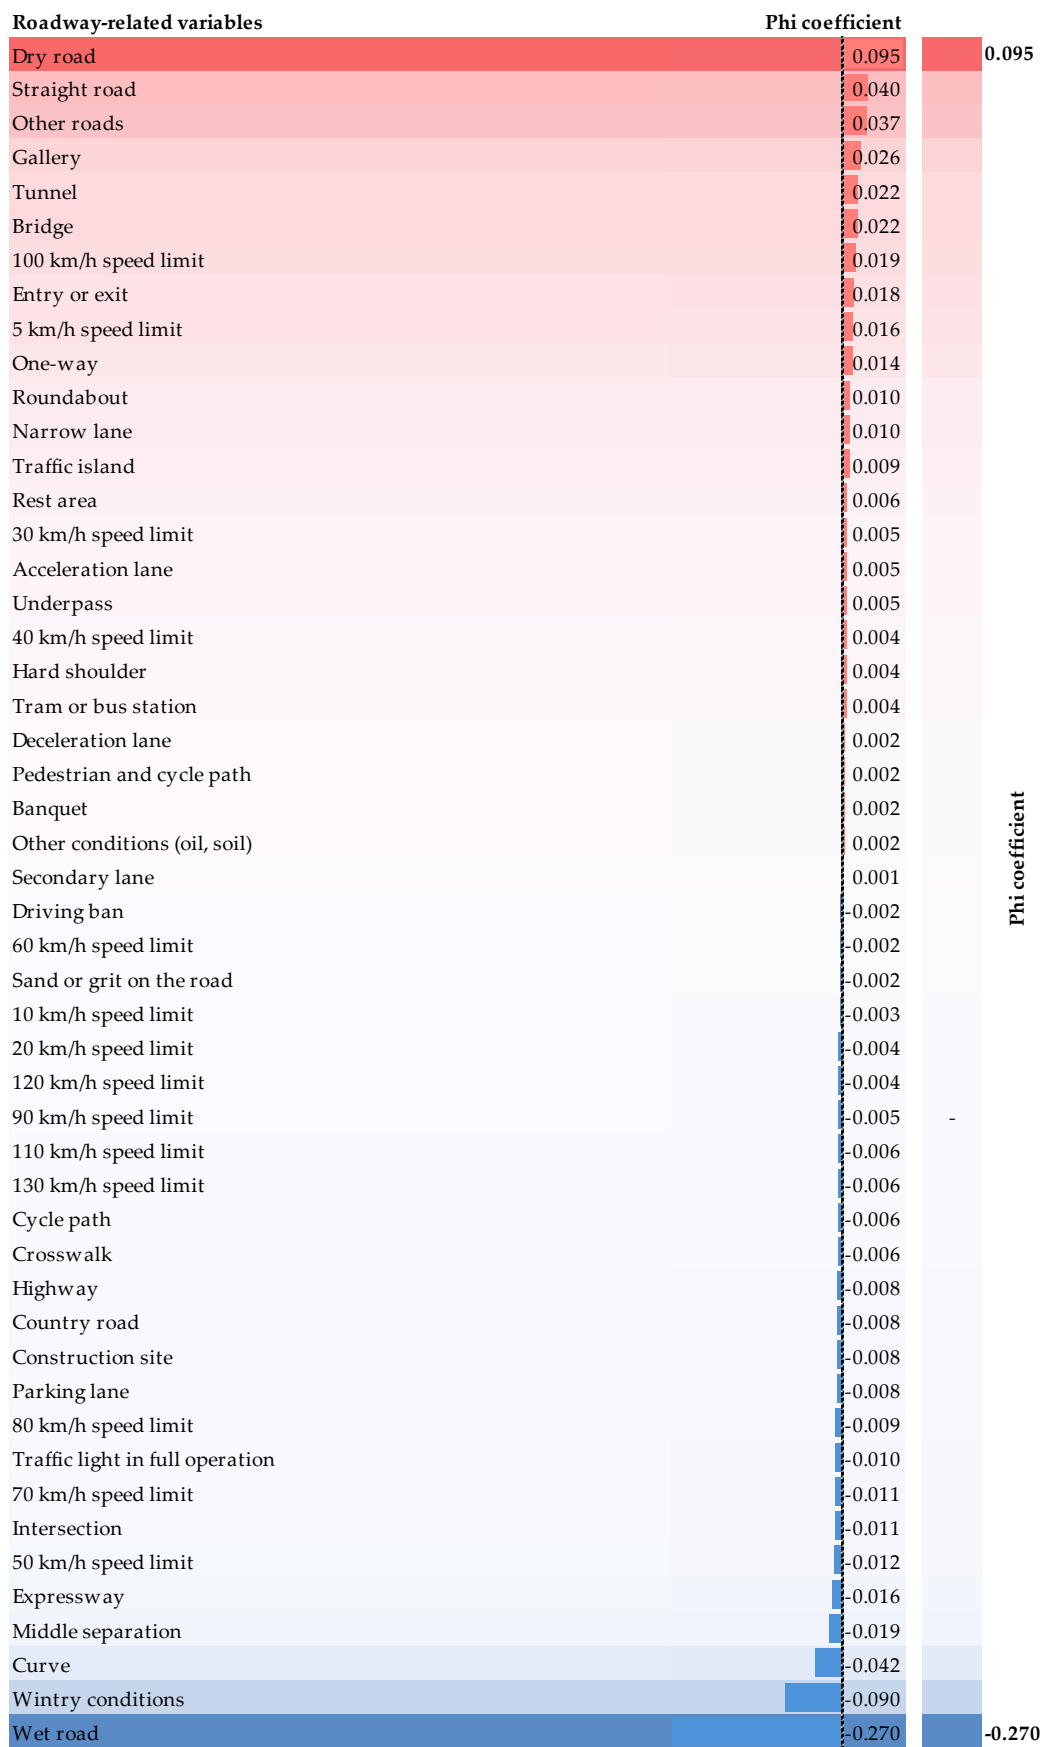 Roadway-related variables Phi coefficient
Dry road 0.095 0.095
Straight road 0.040
Other roads 0.037
Gallery 0.026
Tunnel 0.022
Bridge 0.022
100 km/h speed limit 0.019
Entry or exit 0.018
5 km/h speed limit 0.016
One-way 0.014
Roundabout 0.010
Narrow lane 0.010
Traffic island 0.009
Rest area 0.006
30 km/h speed limit 0.005
Acceleration lane 0.005
Underpass 0.005
40 km/h speed limit 0.004
Hard shoulder 0.004
Tram or bus station 0.004
Deceleration lane 0.002
Pedestrian and cycle path 0.002
Banquet 0.002
Other conditions (oil, soil) 0.002
Secondary lane 0.001
Driving ban -0.002
60 km/h speed limit -0.002
Sand or grit on the road -0.002
10 km/h speed limit -0.003
20 km/h speed limit -0.004
120 km/h speed limit -0.004
90 km/h speed limit -0.005 -
110 km/h speed limit -0.006
130 km/h speed limit -0.006
Cycle path -0.006
Crosswalk -0.006
Highway -0.008
Country road -0.008
Construction site -0.008
Parking lane -0.008
80 km/h speed limit -0.009
Traffic light in full operation -0.010
70 km/h speed limit -0.011
Intersection -0.011
50 km/h speed limit -0.012
Expressway -0.016
Middle separation -0.019
Curve -0.042
Wintry conditions -0.090
Wet road -0.270 -0.270
Phi coefficient